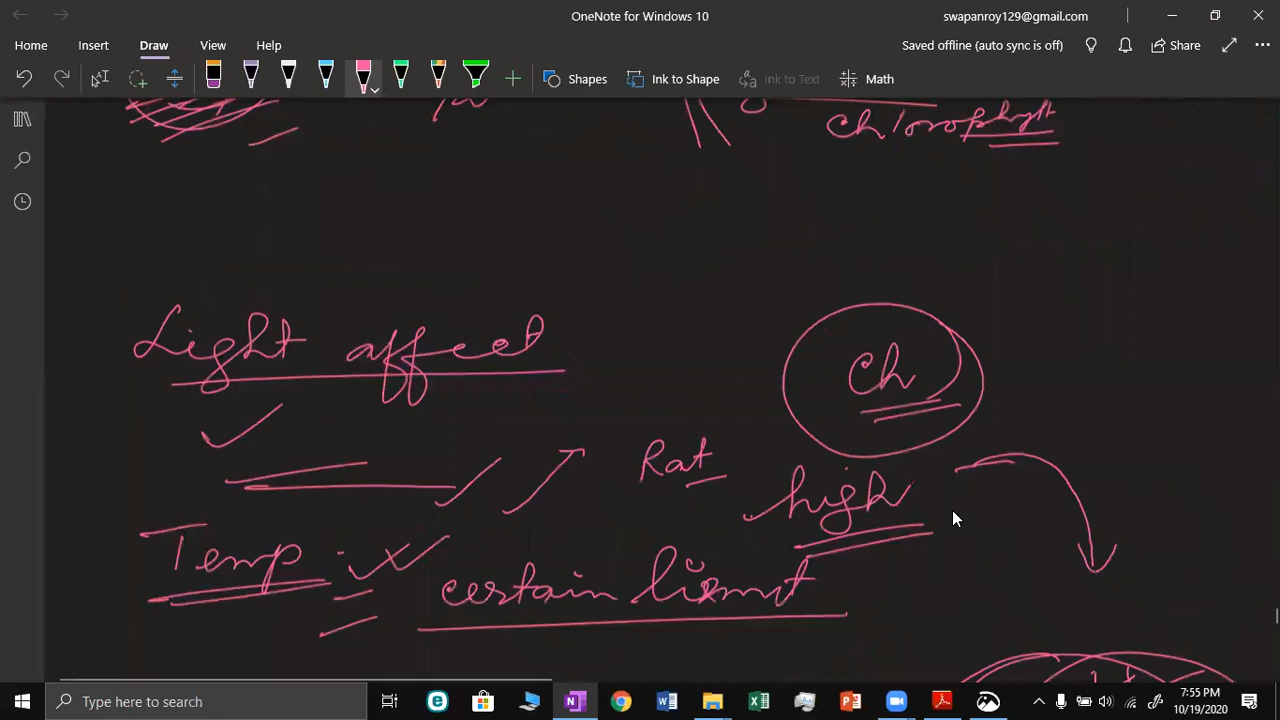 OneNote for Windows 10
swapanroy129@gmail.com
Home Insert Draw View Help
Saved offline (auto sync is off) Share
Shapes Ink to Shape Ink to Text Math
Light affect
Ch
Rat
high
Temp :
certain limt
Type here to search
7:55 PM
10/19/2020